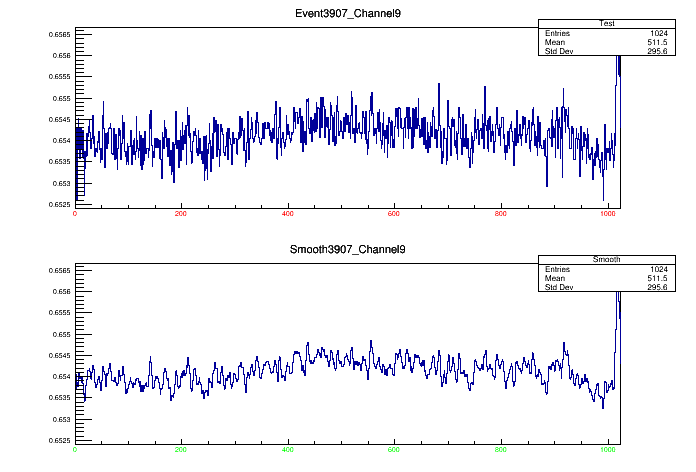 Event3907_Channel9
Test
Entries 1024
Mean 511.5
Std Dev 295.6
0.6565
0.656
0.6555
0.655
0.6545
0.654
0.6535
0.653
0.6525
0 200 400 600 800 1000
Smooth3907_Channel9
Smooth
Entries 1024
Mean 511.5
Std Dev 295.6
0.6565
0.656
0.6555
0.655
0.6545
0.654
0.6535
0.653
0.6525
0 200 400 600 800 1000